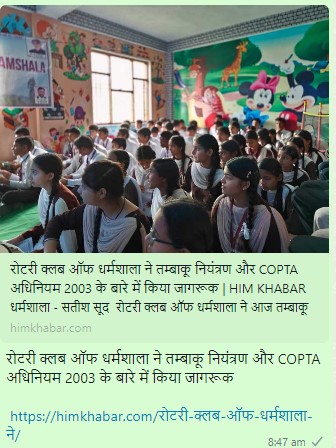 AMSHALA
रोटरी क्लब ऑफ धर्मशाला ने तम्बाकू नियंत्रण और COPTA
अधिनियम 2003 के बारे में किया जागरूक | HIM KHABAR
धर्मशाला - सतीश सूद रोटरी क्लब ऑफ धर्मशाला ने आज तम्बाकू
himkhabar.com
रोटरी क्लब ऑफ धर्मशाला ने तम्बाकू नियंत्रण और COPTA
अधिनियम 2003 के बारे में किया जागरूक
https://himkhabar.com/रोटरी-क्लब-ऑफ-धर्मशाला-
ने/
8:47 am